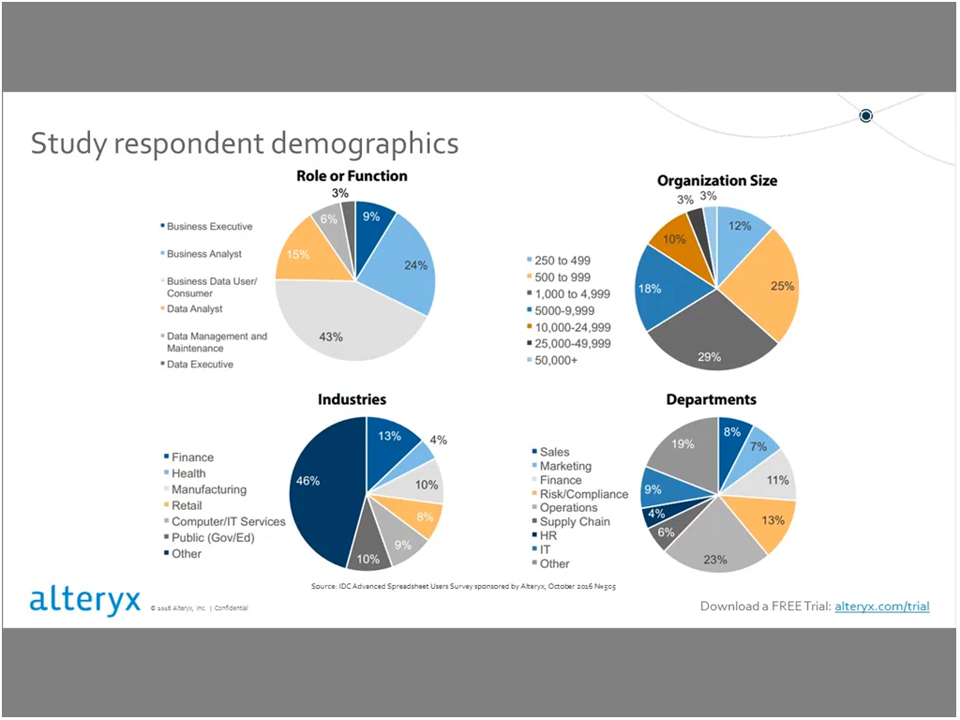 Study respondent demographics
Role or Function
3%
9%
6%
15%
24%
43%
Business Executive
Business Analyst
Business Data User/
Consumer
Data Analyst
Data Management and
Maintenance
Data Executive
Organization Size
3%
3%
12%
10%
25%
18%
29%
250 to 499
500 to 999
1,000 to 4,999
5000-9,999
10,000-24,999
25,000-49,999
50,000+
Industries
13%
4%
46%
10%
8%
9%
10%
Finance
Health
Manufacturing
Retail
Computer/IT Services
Public (Gov/Ed)
Other
Departments
8%
7%
19%
11%
9%
4%
13%
6%
23%
Sales
Marketing
Finance
Risk/Compliance
Operations
Supply Chain
HR
IT
Other
Source: IDC Advanced Spreadsheet Users Survey sponsored by Alteryx, October 2016 N=505
alteryx
© 2016 Alteryx, Inc. | Confidential
Download a FREE Trial: alteryx.com/trial